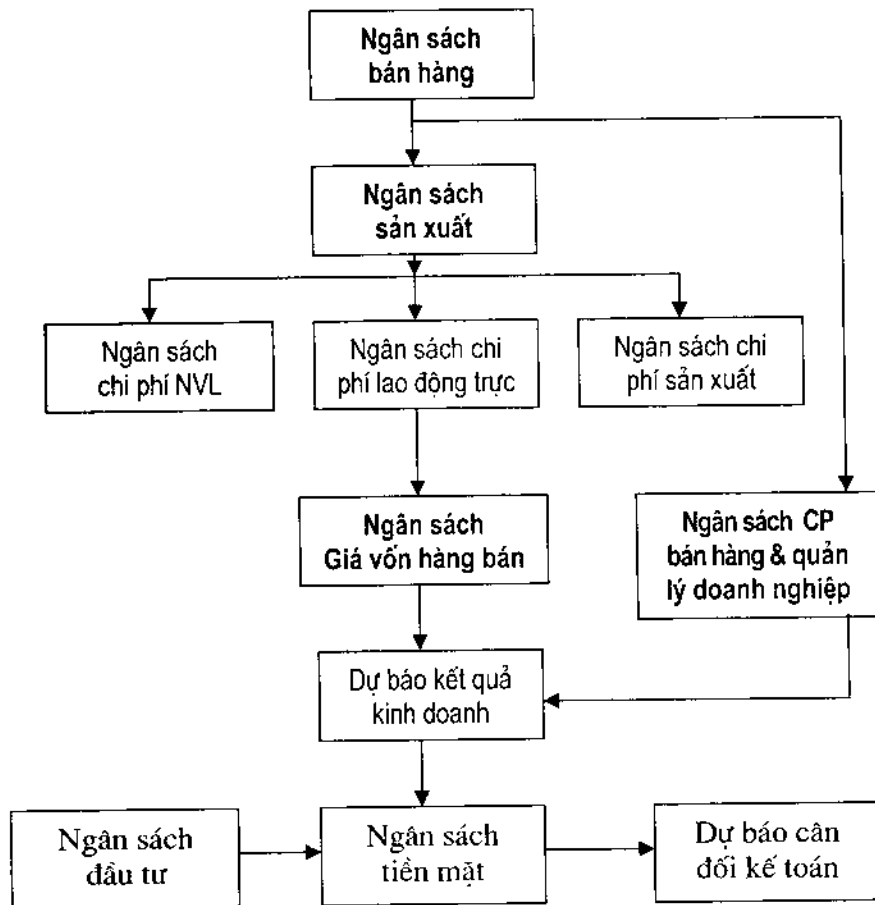 Ngân sách
bán hàng
Ngân sách
sản xuất
Ngân sách
chi phí NVL
Ngân sách chi
phí lao động trực
Ngân sách chi
phí sản xuất
Ngân sách
Giá vốn hàng bán
Ngân sách CP
bán hàng & quản
lý doanh nghiệp
Dự báo kết quả
kinh doanh
Ngân sách
đầu tư
Ngân sách
tiền mặt
Dự báo cân
đối kế toán